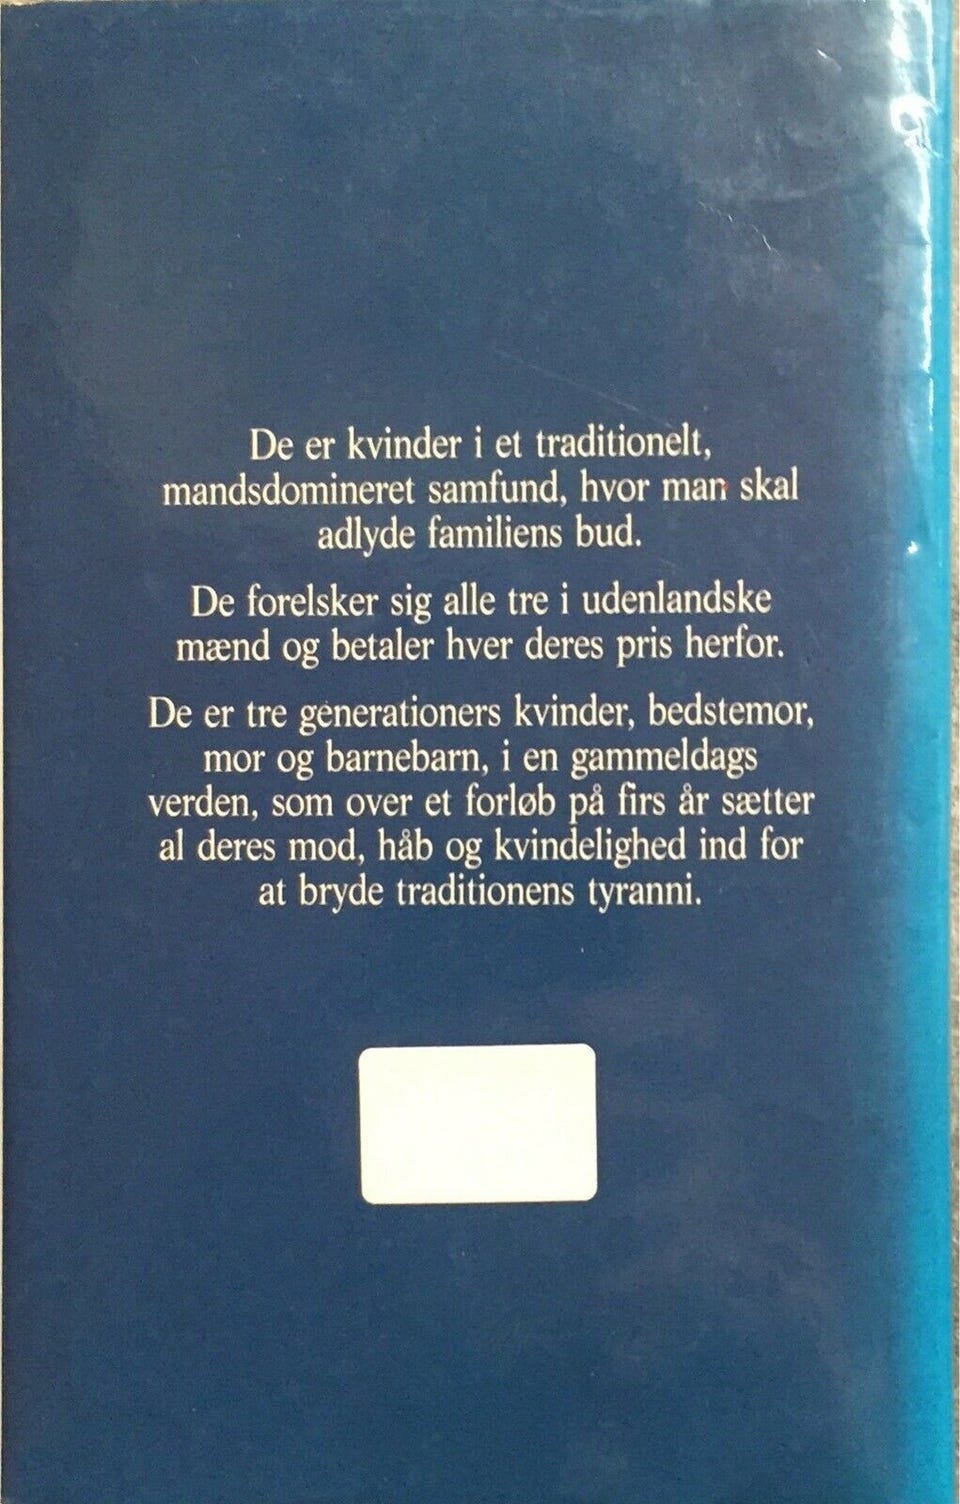 De er kvinder i et traditionelt,
mandsdomineret samfund, hvor man skal
adlyde familiens bud.
De forelsker sig alle tre i udenlandske
mænd og betaler hver deres pris herfor.
De er tre generationers kvinder, bedstemor,
mor og barnebarn, i en gammeldags
verden, som over et forløb på firs år sætter
al deres mod, håb og kvindelighed ind for
at bryde traditionens tyranni.